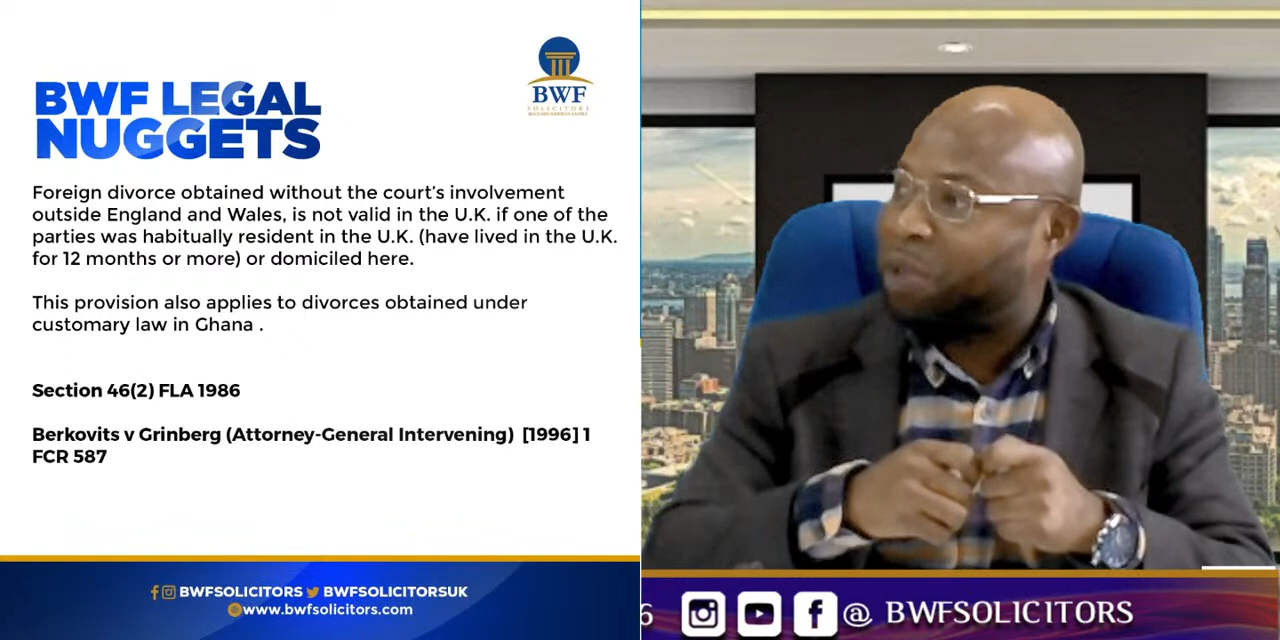 BWF LEGAL
NUGGETS
BWF
SOLICITORS
Foreign divorce obtained without the court's involvement
outside England and Wales, is not valid in the U.K. if one of the
parties was habitually resident in the U.K. (have lived in the U.K.
for 12 months or more) or domiciled here.
This provision also applies to divorces obtained under
customary law in Ghana .
Section 46(2) FLA 1986
Berkovits v Grinberg (Attorney-General Intervening) [1996] 1
FCR 587
BWFSOLICITORS BWFSOLICITORSUK
www.bwfsolicitors.com
6 @ BWFSOLICITORS